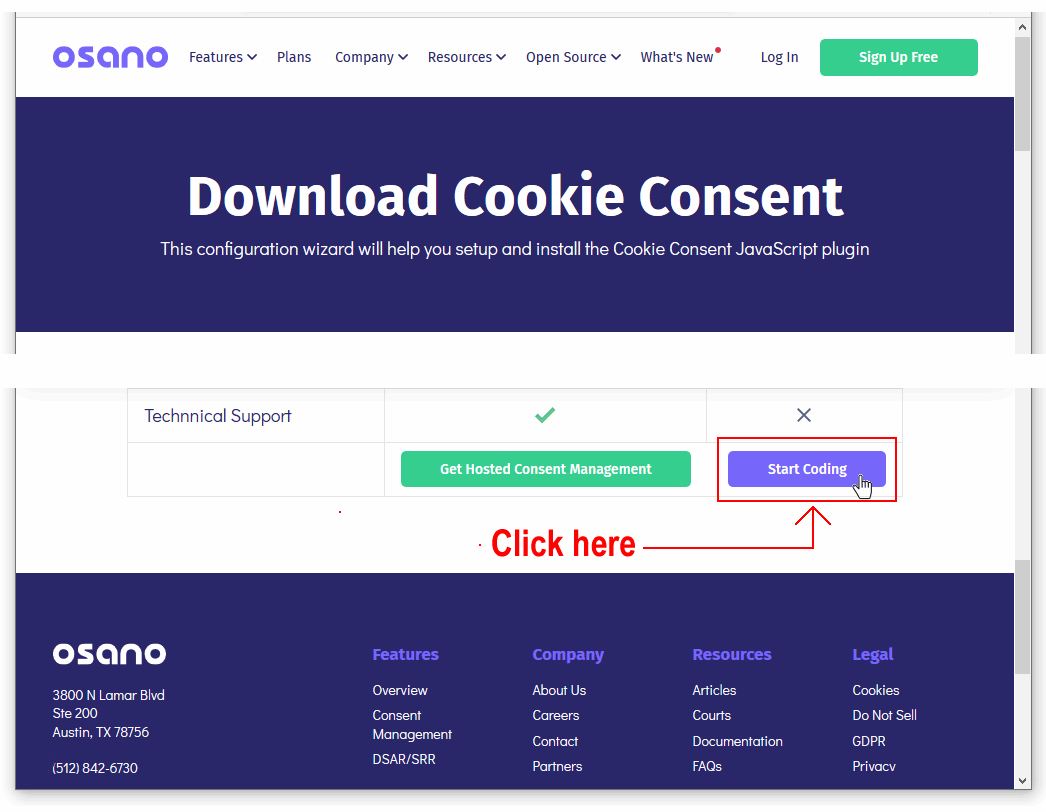 osano Features Plans Company Resources Open Source What's New Log In Sign Up Free
Download Cookie Consent
This configuration wizard will help you setup and install the Cookie Consent JavaScript plugin
Technnical Support
Get Hosted Consent Management Start Coding
Click here
osano
3800 N Lamar Blvd
Ste 200
Austin, TX 78756
(512) 842-6730
Features
Overview
Consent
Management
DSAR/SRR
Company
About Us
Careers
Contact
Partners
Resources
Articles
Courts
Documentation
FAQs
Legal
Cookies
Do Not Sell
GDPR
Privacy